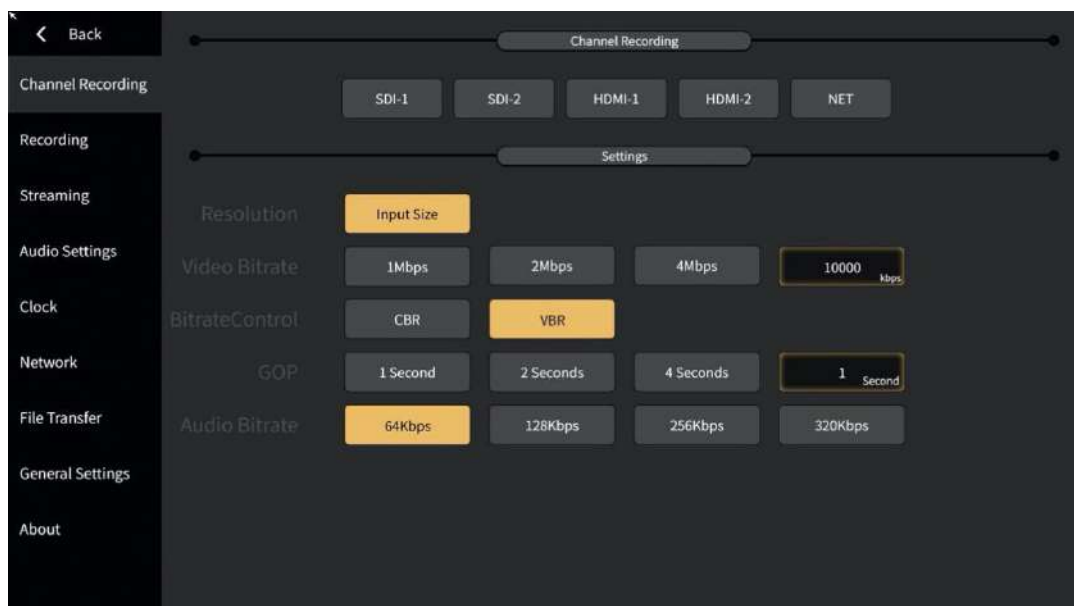 Back
Channel Recording
Recording
Streaming
Audio Settings
Clock
Network
File Transfer
General Settings
About
Channel Recording
SDI-1 SDI-2 HDMI-1 HDMI-2 NET
Settings
Resolution Input Size
Video Bitrate 1Mbps 2Mbps 4Mbps 10000 kbps
BitrateControl CBR VBR
GOP 1 Second 2 Seconds 4 Seconds 1 Second
Audio Bitrate 64Kbps 128Kbps 256Kbps 320Kbps